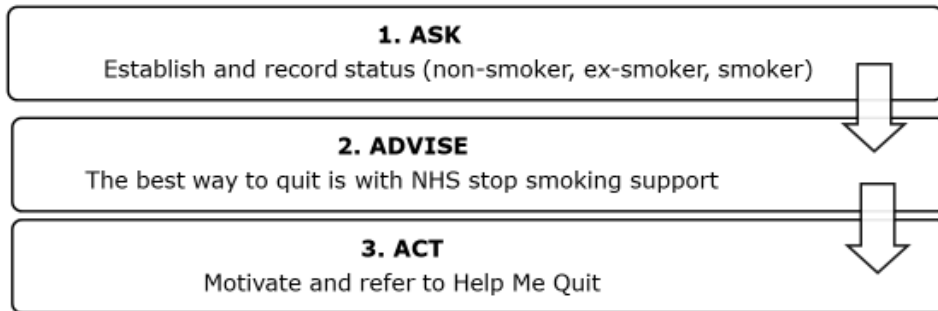 1. ASK
Establish and record status (non-smoker, ex-smoker, smoker)
2. ADVISE
The best way to quit is with NHS stop smoking support
3. ACT
Motivate and refer to Help Me Quit